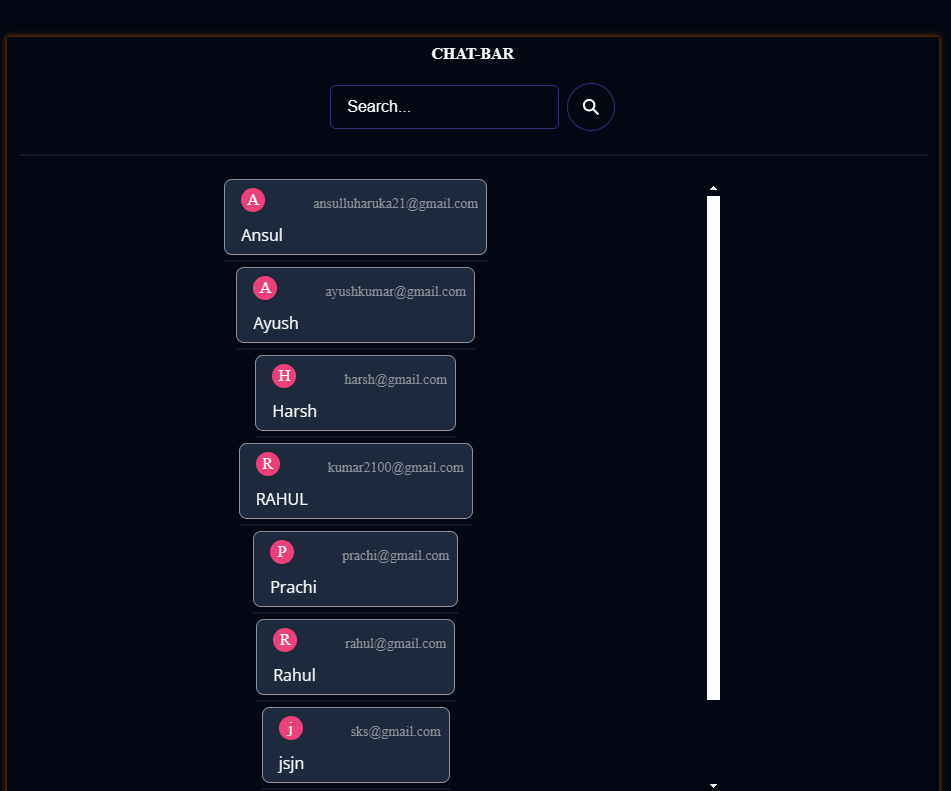 CHAT-BAR
Search...
A
ansulluharuka21@gmail.com
Ansul
A
ayushkumar@gmail.com
Ayush
H
harsh@gmail.com
Harsh
R
kumar2100@gmail.com
RAHUL
P
prachi@gmail.com
Prachi
R
rahul@gmail.com
Rahul
j
sks@gmail.com
jsjn